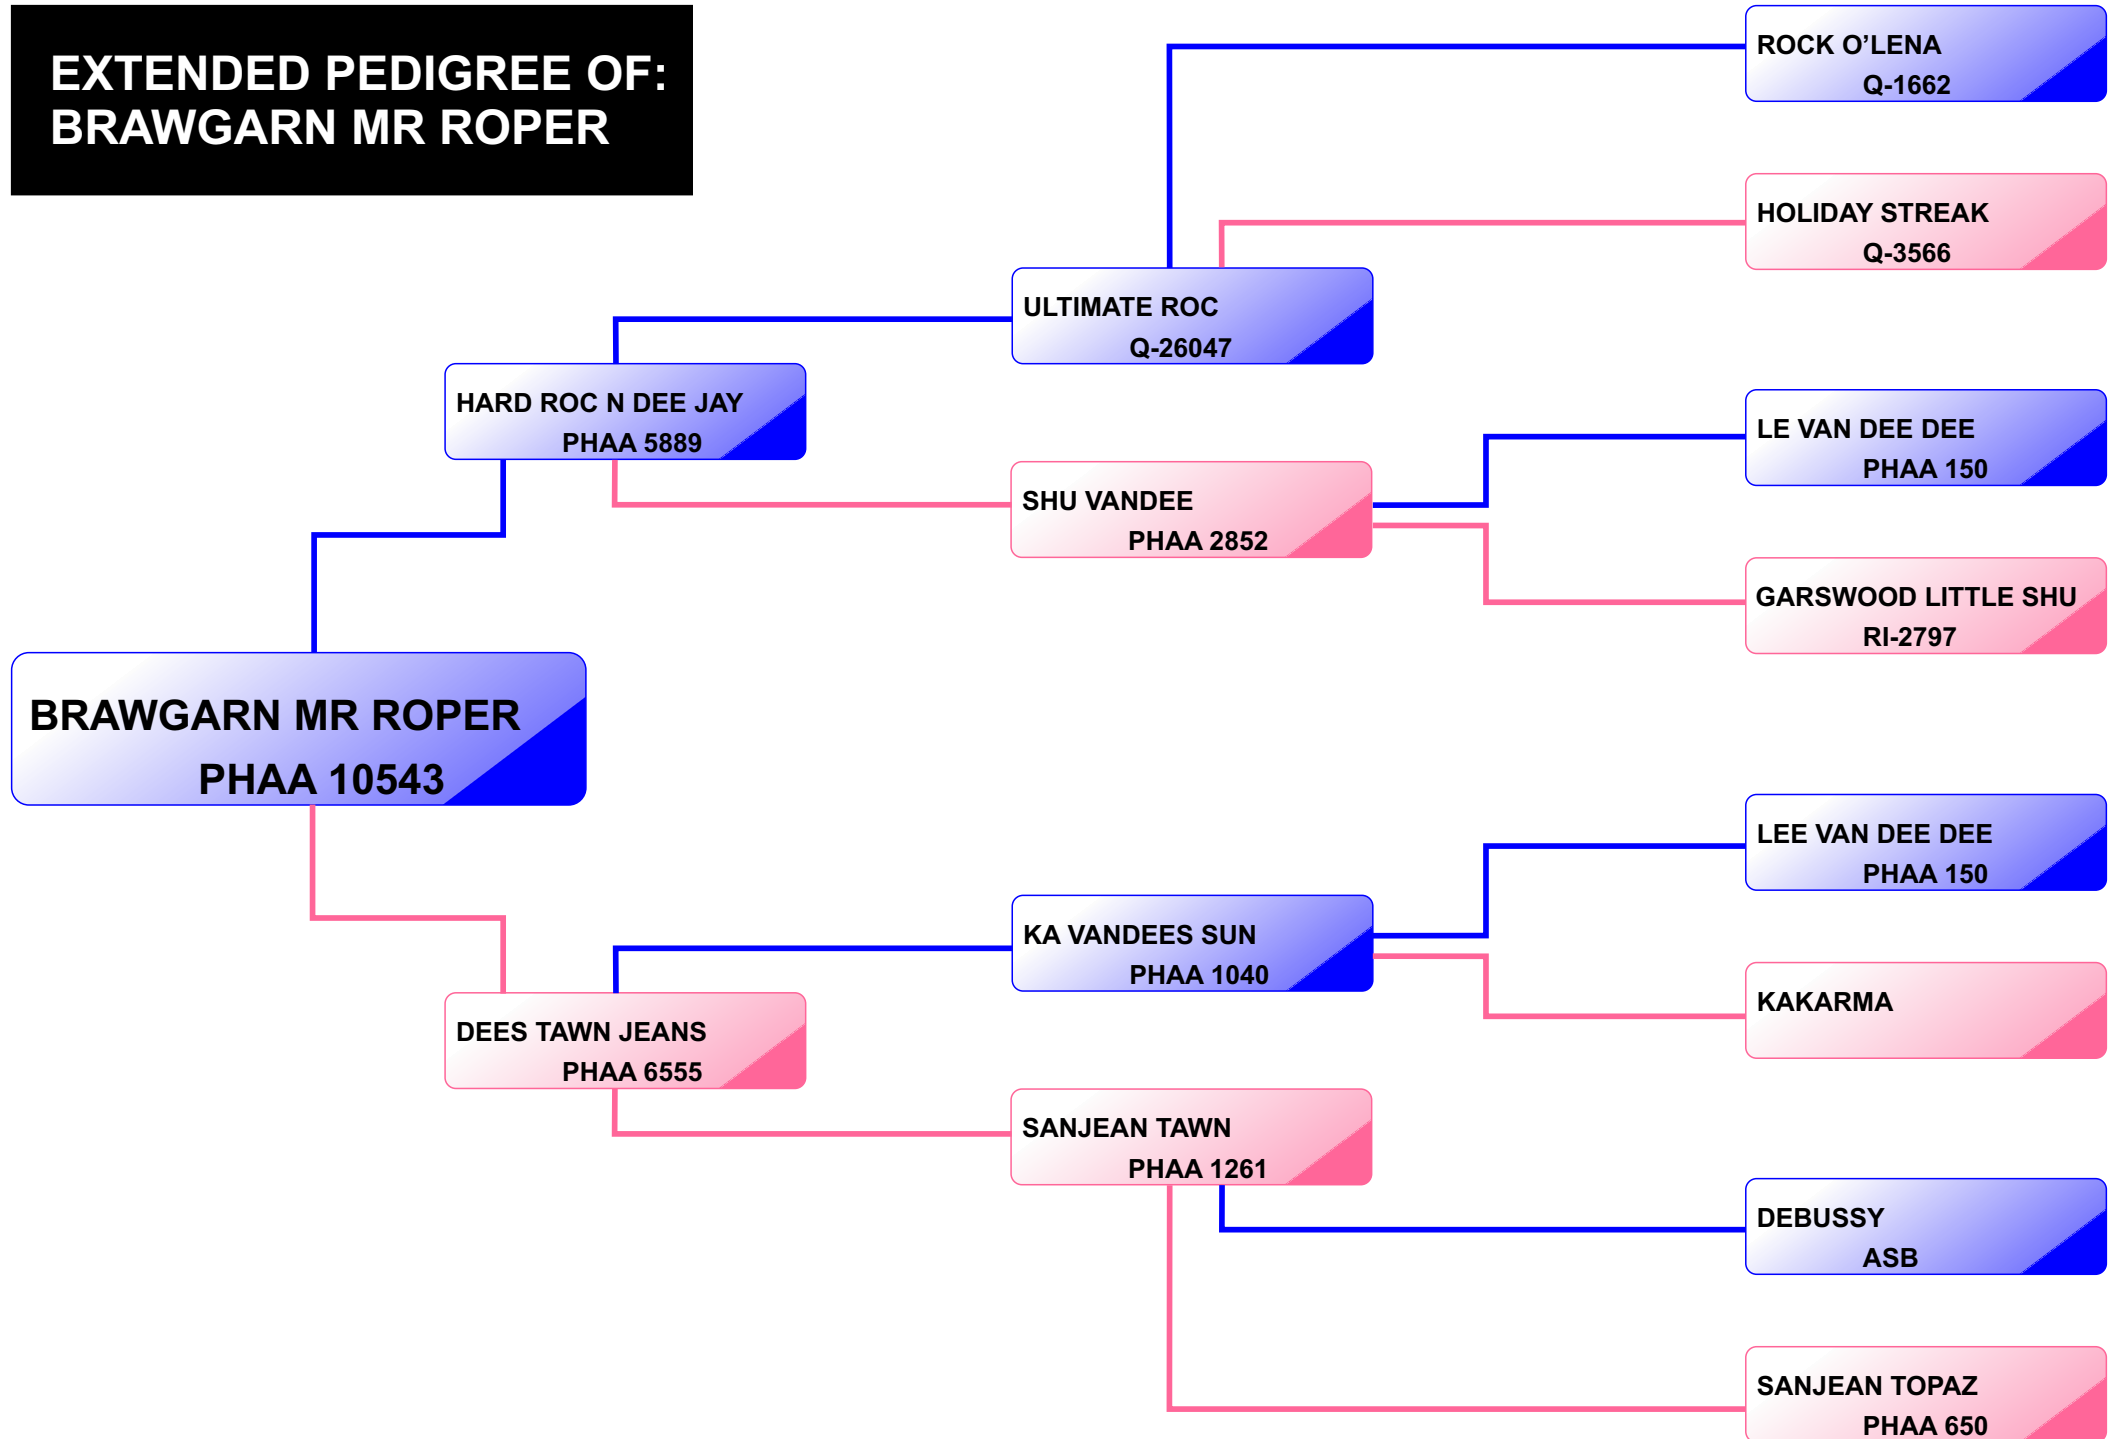 EXTENDED PEDIGREE OF:
BRAWGARN MR ROPER
ROCK O’LENA
Q-1662
HOLIDAY STREAK
Q-3566
ULTIMATE ROC
Q-26047
HARD ROC N DEE JAY
PHAA 5889
LE VAN DEE DEE
PHAA 150
SHU VANDEE
PHAA 2852
GARSWOOD LITTLE SHU
RI-2797
BRAWGARN MR ROPER
PHAA 10543
LEE VAN DEE DEE
PHAA 150
KA VANDEES SUN
PHAA 1040
KAKARMA
DEES TAWN JEANS
PHAA 6555
SANJEAN TAWN
PHAA 1261
DEBUSSY
ASB
SANJEAN TOPAZ
PHAA 650